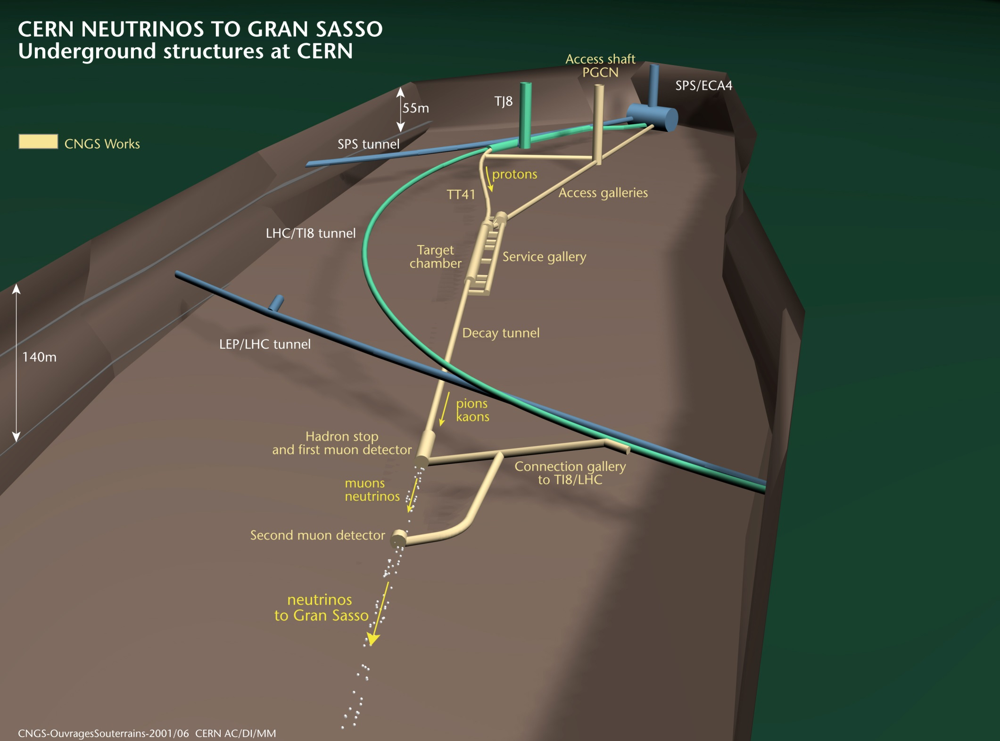 CERN NEUTRINOS TO GRAN SASSO
Underground structures at CERN
Access shaft
PGCN
SPS/ECA4
TJ8
55m
CNGS Works
SPS tunnel
protons
TT41
Access galleries
LHC/TI8 tunnel
Target
chamber
Service gallery
Decay tunnel
LEP/LHC tunnel
140m
pions
kaons
Hadron stop
and first muon detector
Connection gallery
to TI8/LHC
muons
neutrinos
Second muon detector
neutrinos
to Gran Sasso
CNGS-OuvragesSouterrains-2001/06 CERN AC/DI/MM